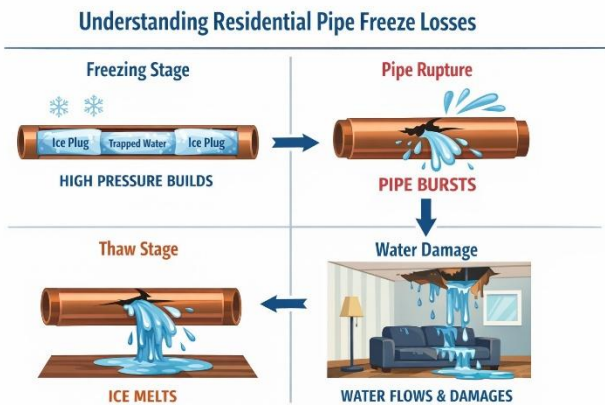 Understanding Residential Pipe Freeze Losses
Freezing Stage
Ice Plug
Trapped Water
Ice Plug
HIGH PRESSURE BUILDS
Pipe Rupture
PIPE BURSTS
Thaw Stage
ICE MELTS
Water Damage
WATER FLOWS & DAMAGES